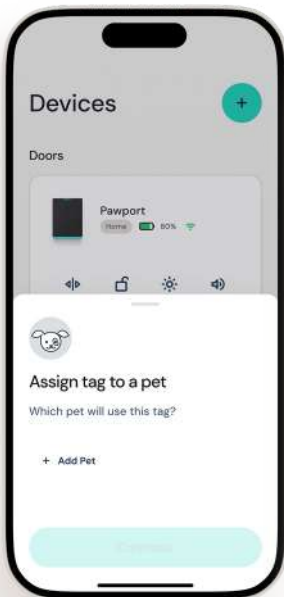 Devices
+
Doors
Pawport
Home 80%
Assign tag to a pet
Which pet will use this tag?
+ Add Pet